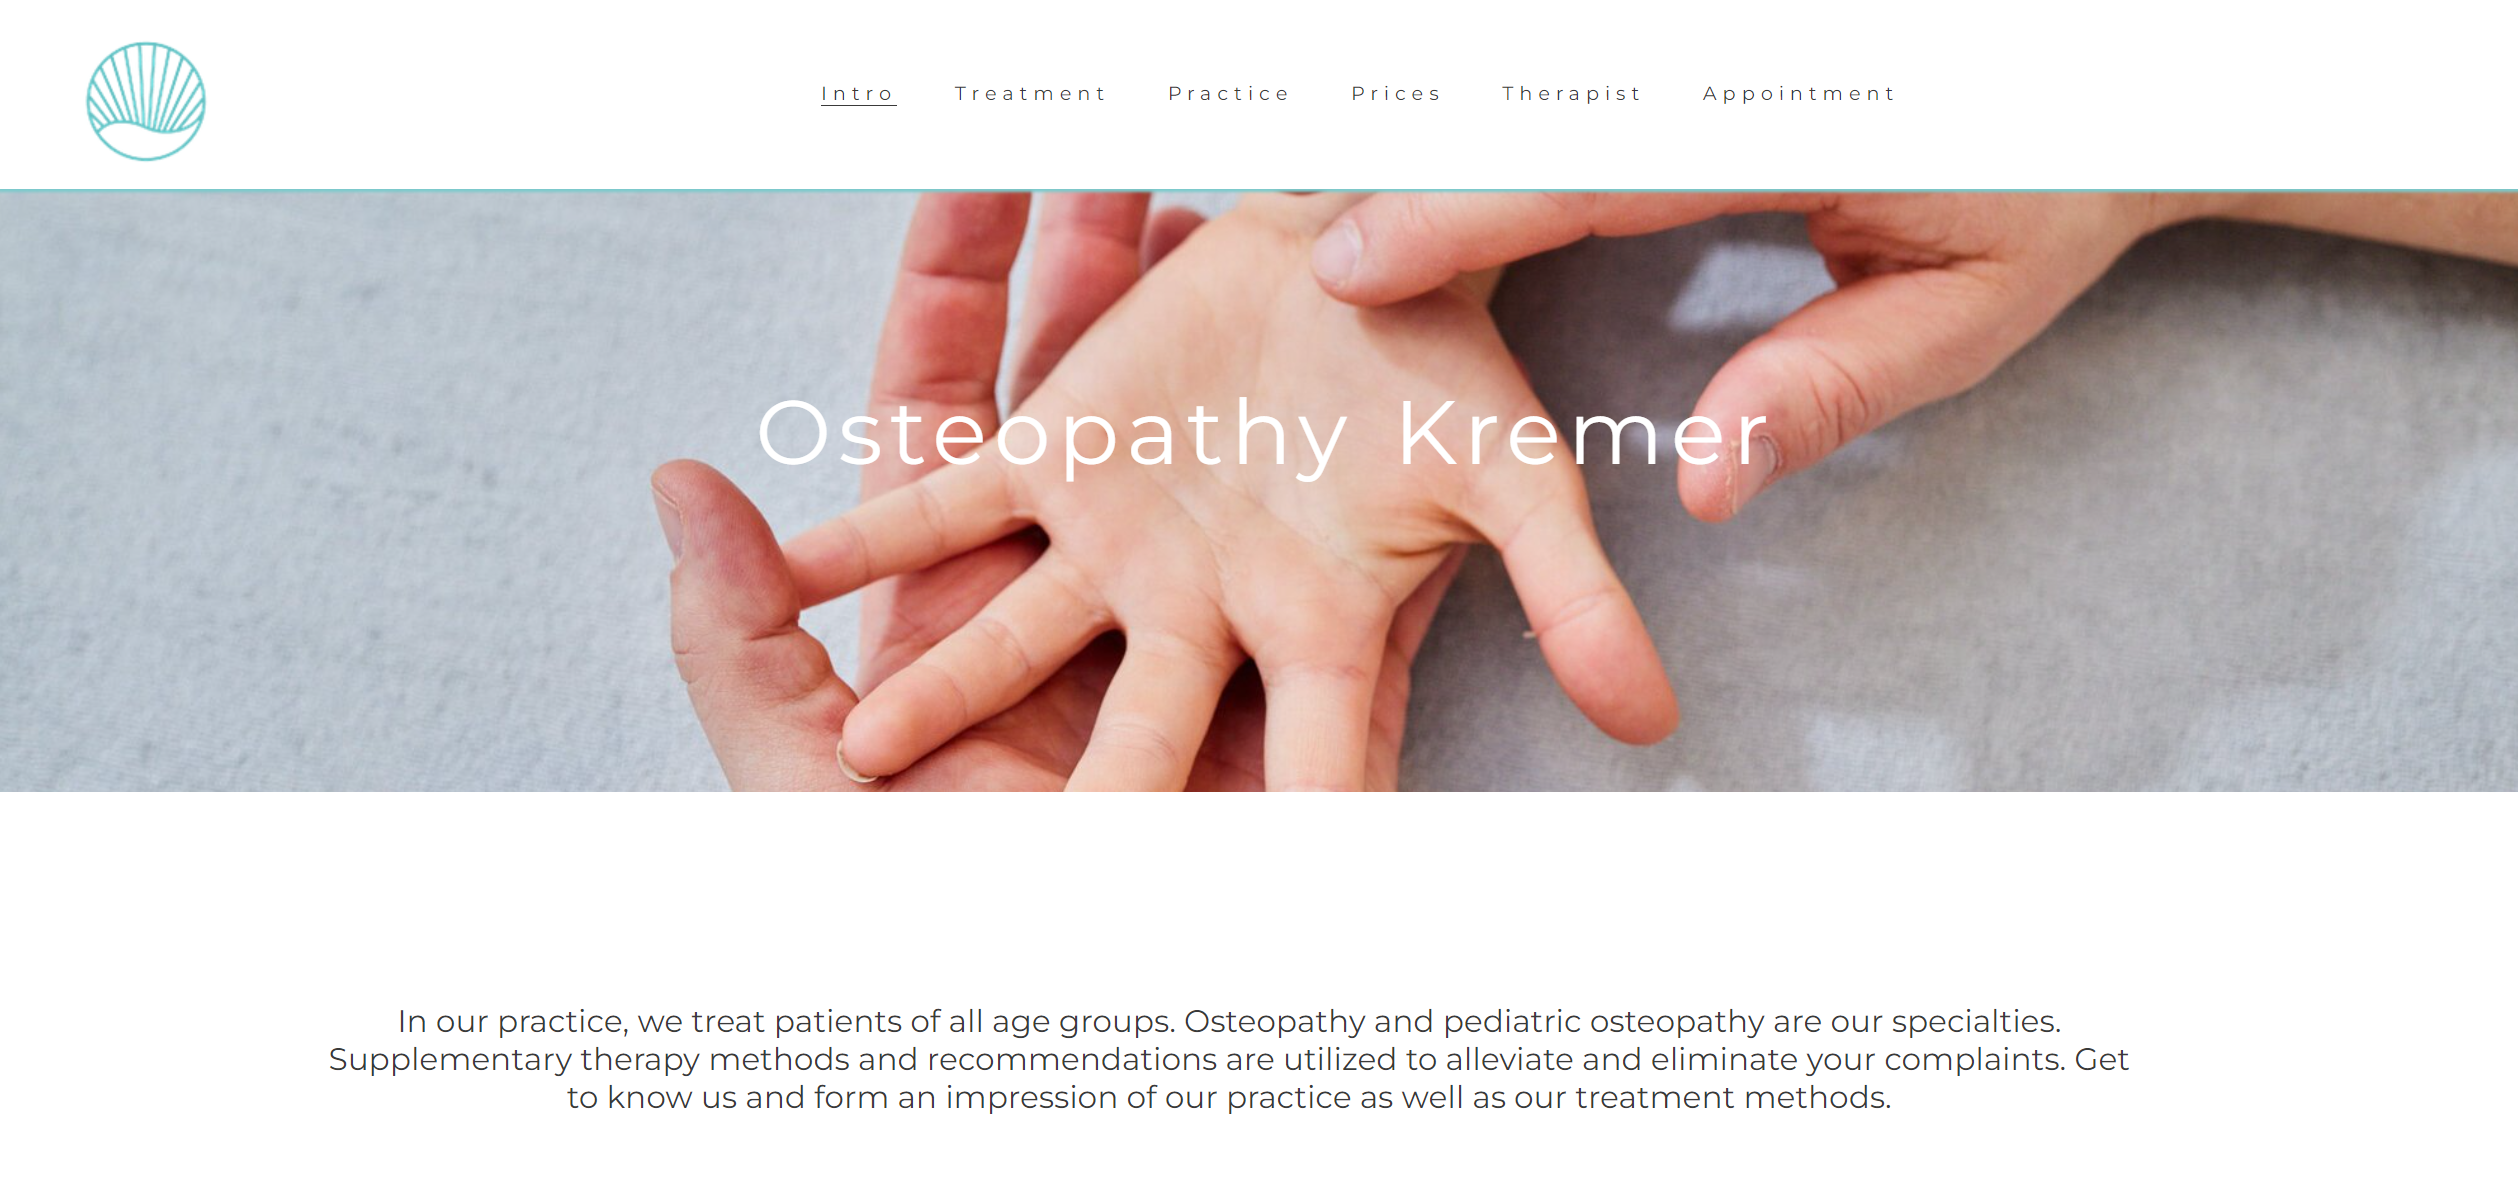 Intro Treatment Practice Prices Therapist Appointment
Osteopathy Kremer
In our practice, we treat patients of all age groups. Osteopathy and pediatric osteopathy are our specialties.
Supplementary therapy methods and recommendations are utilized to alleviate and eliminate your complaints. Get
to know us and form an impression of our practice as well as our treatment methods.